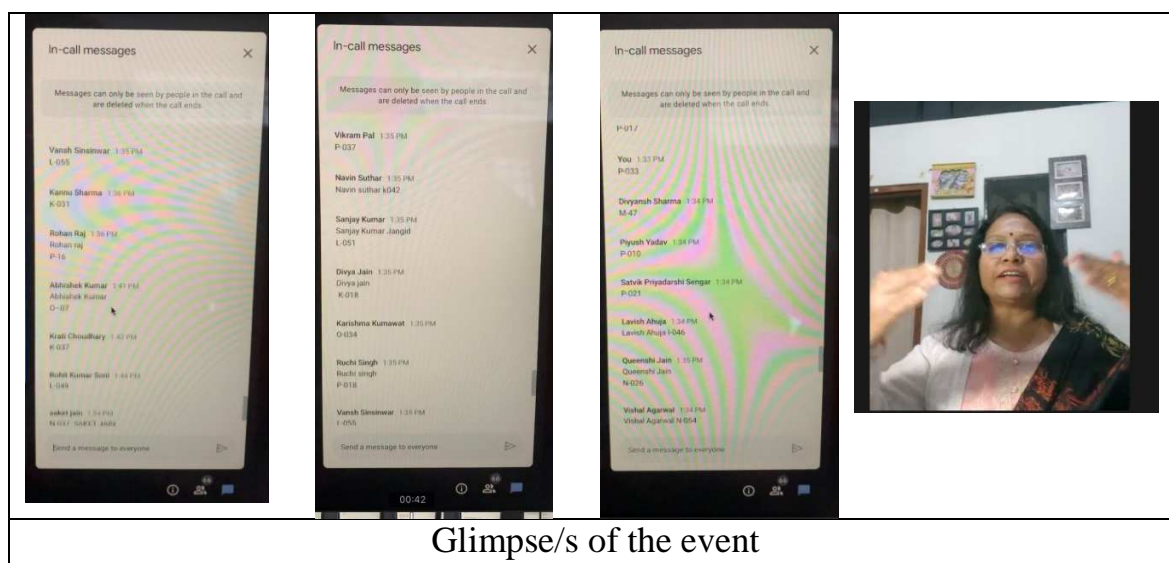 In-call messages
Messages can only be seen by people in the call and
are deleted when the call ends.
Vansh Sinsinwar 1:35 PM
L-055
Kannu Sharma 1:36 PM
K-031
Rohan Raj 1:36 PM
Rohan raj
P-16
Abhishek Kumar 1:41 PM
Abhishek Kumar
O-07
Krati Choudhary 1:42 PM
K-037
Rohit Kumar Soni 1:44 PM
L-049
saket jain 1:54 PM
Send a message to everyone
In-call messages
Messages can only be seen by people in the call and
are deleted when the call ends.
Vikram Pal 1:35 PM
P-037
Navin Suthar 1:35 PM
Navin suthar k042
Sanjay Kumar 1:35 PM
Sanjay Kumar Jangid
L-051
Divya Jain 1:35 PM
Divya jain
K-018
Karishma Kumawat 1:35 PM
O-034
Ruchi Singh 1:35 PM
Ruchi singh
P-018
Vansh Sinsinwar 1:35 PM
L-055
Send a message to everyone
00:42
In-call messages
Messages can only be seen by people in the call and
are deleted when the call ends.
P-017
You 1:33 PM
P-033
Divyansh Sharma 1:34 PM
M-47
Piyush Yadav 1:34 PM
P-010
Satvik Priyadarshi Sengar 1:34 PM
P-021
Lavish Ahuja 1:34 PM
Lavish Ahuja l-046
Queenshi Jain 1:35 PM
Queenshi Jain
N-026
Vishal Agarwal 1:34 PM
Vishal Agarwal N-054
Send a message to everyone
Glimpse/s of the event